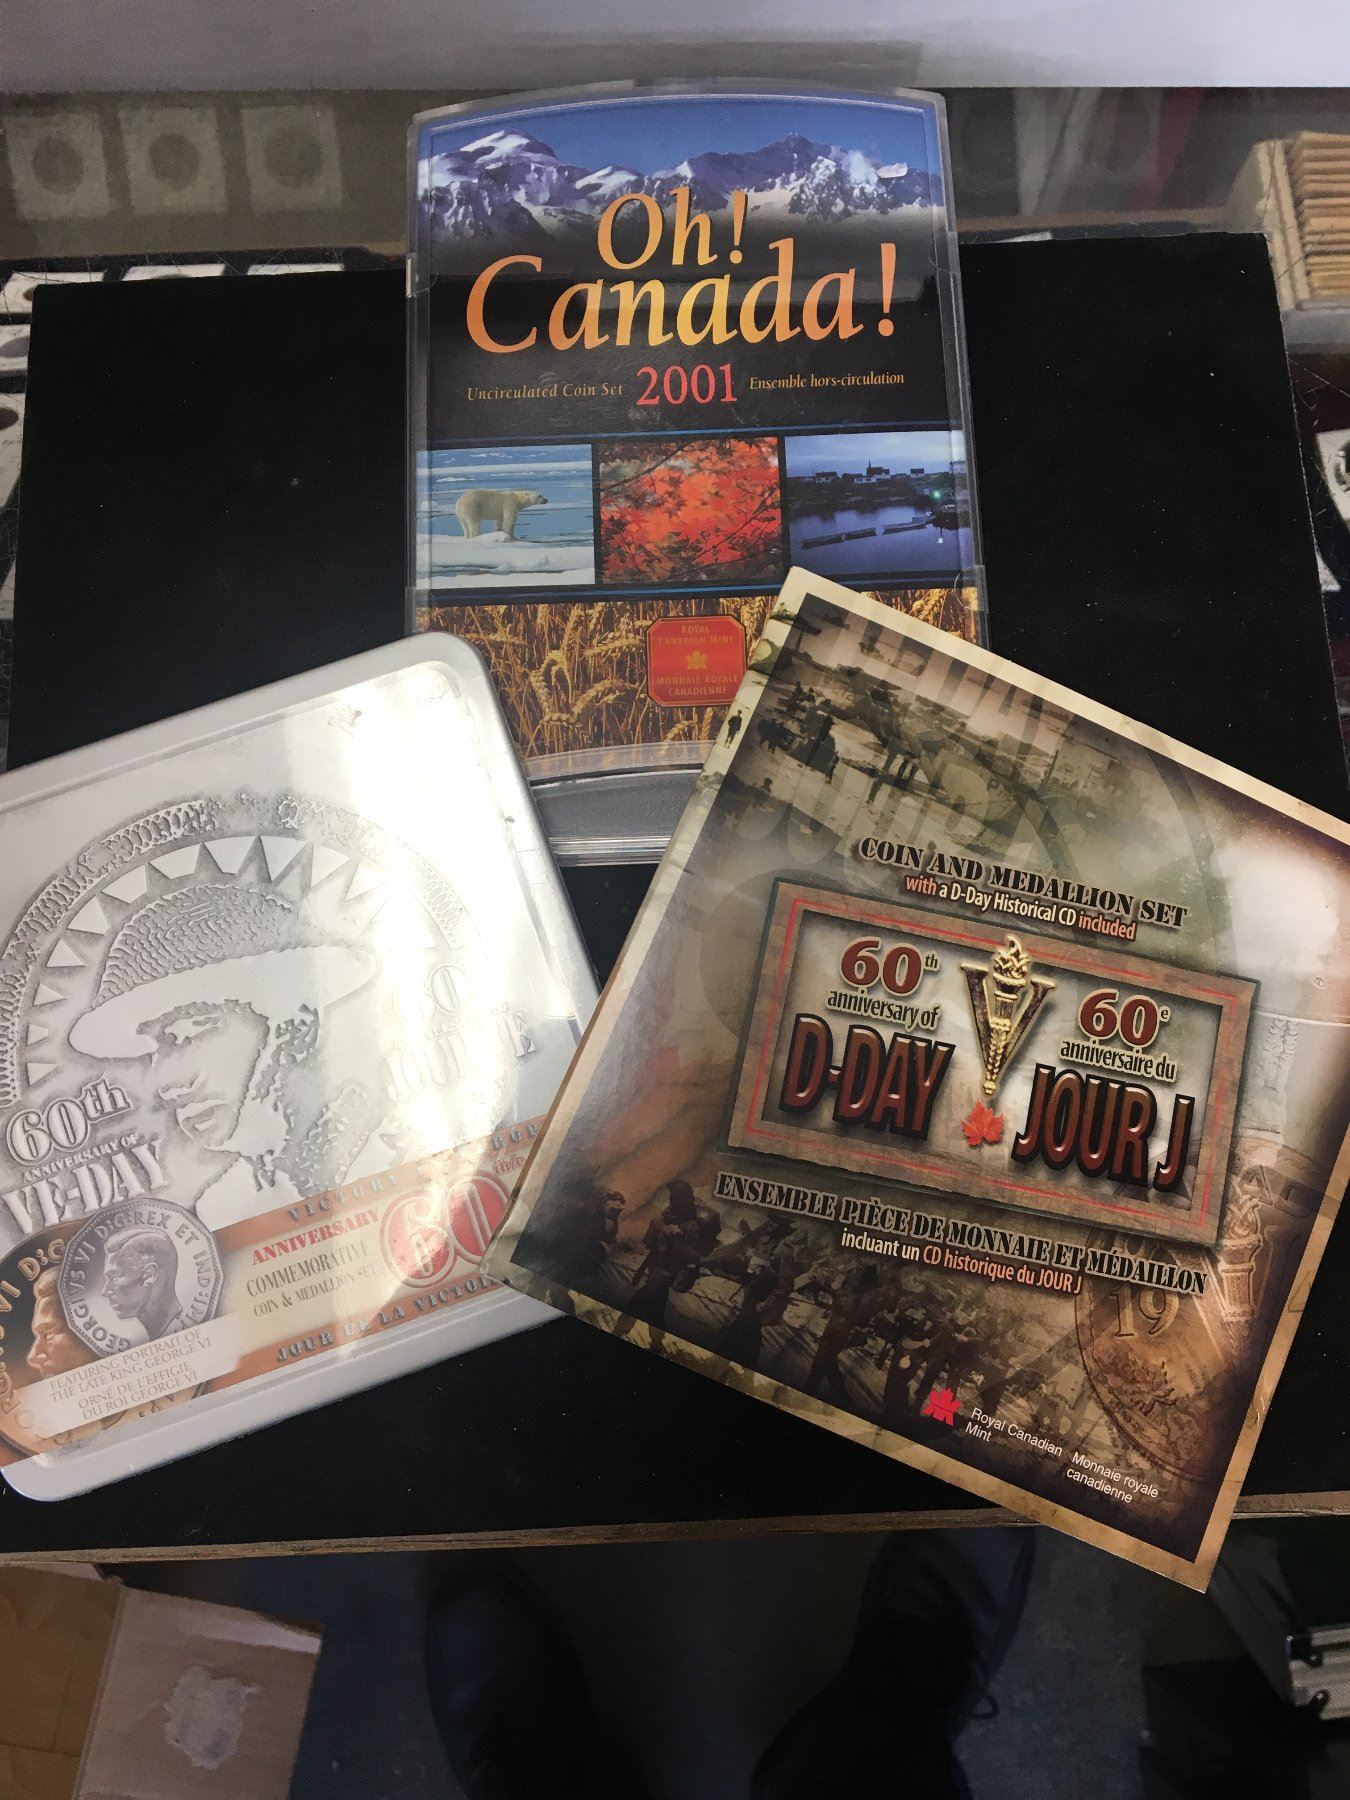 Oh!
Canada!
Uncirculated Coin Set 2001 Ensemble hors-circulation
ROYAL
CANADIAN MINT
MONNAIE ROYALE
CANADIENNE
60th
ANNIVERSARY OF
VE-DAY
60
VICTORY
ANNIVERSARY
COMMEMORATIVE
COIN & MEDALLION SET
60th/e
JOUR DE LA VICTOIRE
GEORGIVS VI D:G:REX ET IND:IMP
VI D:G
FEATURING PORTRAIT OF
THE LATE KING GEORGE VI
ORNÉ DE L'EFFIGIE
DU ROI GEORGE VI
COIN AND MEDALLION SET
with a D-Day Historical CD included
60th
anniversary of
D-DAY
V
60e
anniversaire du
JOUR J
ENSEMBLE PIÈCE DE MONNAIE ET MÉDAILLON
incluant un CD historique du JOUR J
19
Royal Canadian
Mint
Monnaie royale
canadienne